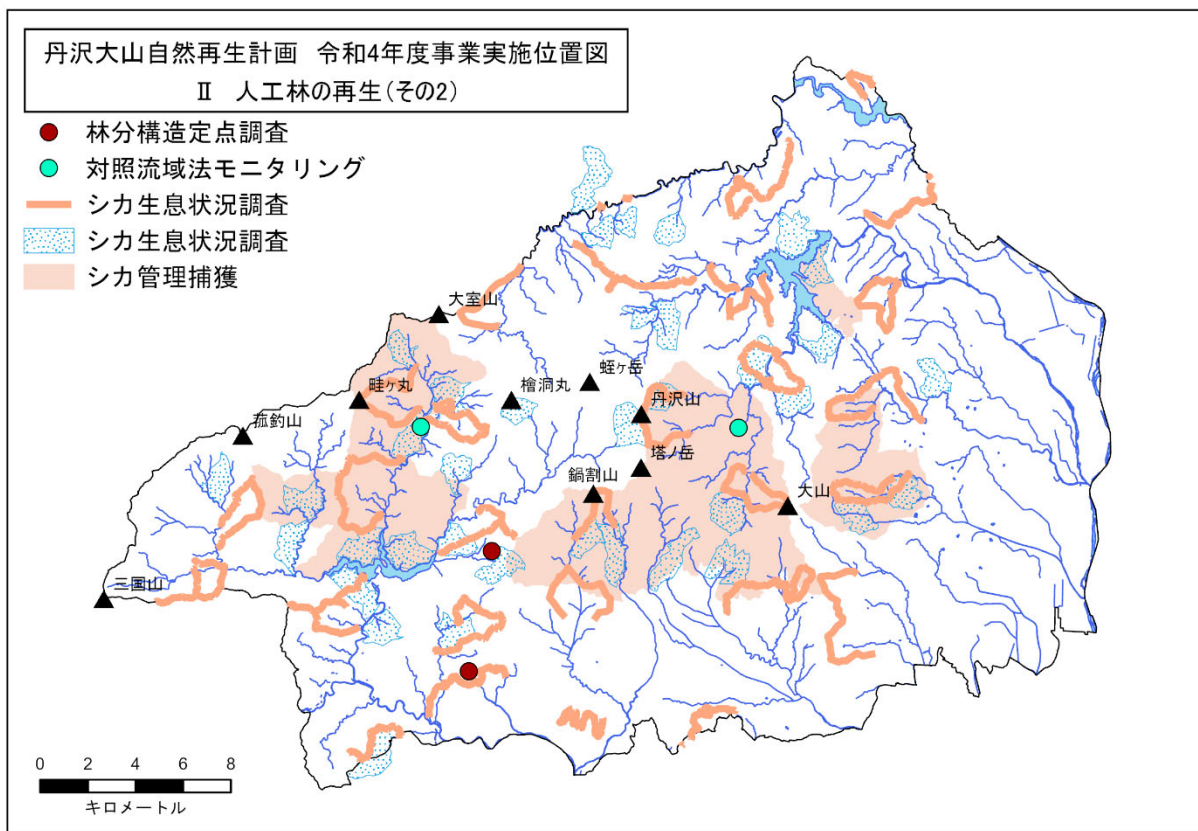 丹沢大山自然再生計画 令和4年度事業実施位置図
Ⅱ 人工林の再生(その2)
林分構造定点調査
対照流域法モニタリング
シカ生息状況調査
シカ生息状況調査
シカ管理捕獲
大室山
畦ヶ丸
檜洞丸
蛭ヶ岳
丹沢山
菰釣山
塔ノ岳
鍋割山
大山
三国山
0 2 4 6 8
キロメートル